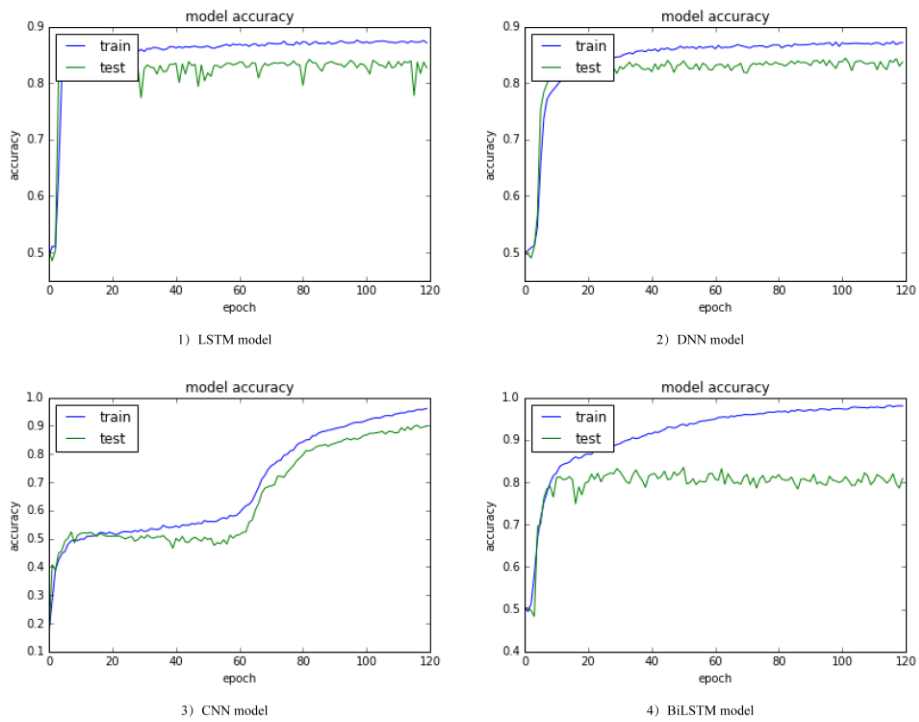 model accuracy
0.9
0.8
0.7
0.6
0.5
accuracy
train
test
0 20 40 60 80 100 120
epoch
1）LSTM model
model accuracy
0.9
0.8
0.7
0.6
0.5
accuracy
train
test
0 20 40 60 80 100 120
epoch
2）DNN model
model accuracy
1.0
0.9
0.8
0.7
0.6
0.5
0.4
0.3
0.2
0.1
accuracy
train
test
0 20 40 60 80 100 120
epoch
3）CNN model
model accuracy
1.0
0.9
0.8
0.7
0.6
0.5
0.4
accuracy
train
test
0 20 40 60 80 100 120
epoch
4）BiLSTM model